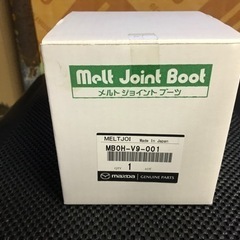 Melt Joint Boot
メルトジョイントブーツ
MELTJOI Made in Japan
MB0H-V9-001
QTY 1
mazda GENUINE PARTS